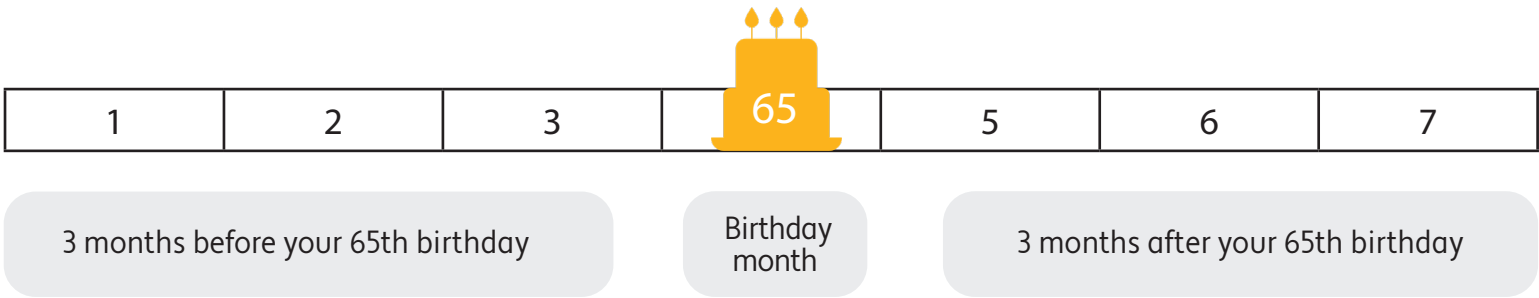 1 2 3 65 5 6 7
3 months before your 65th birthday
Birthday
month
3 months after your 65th birthday